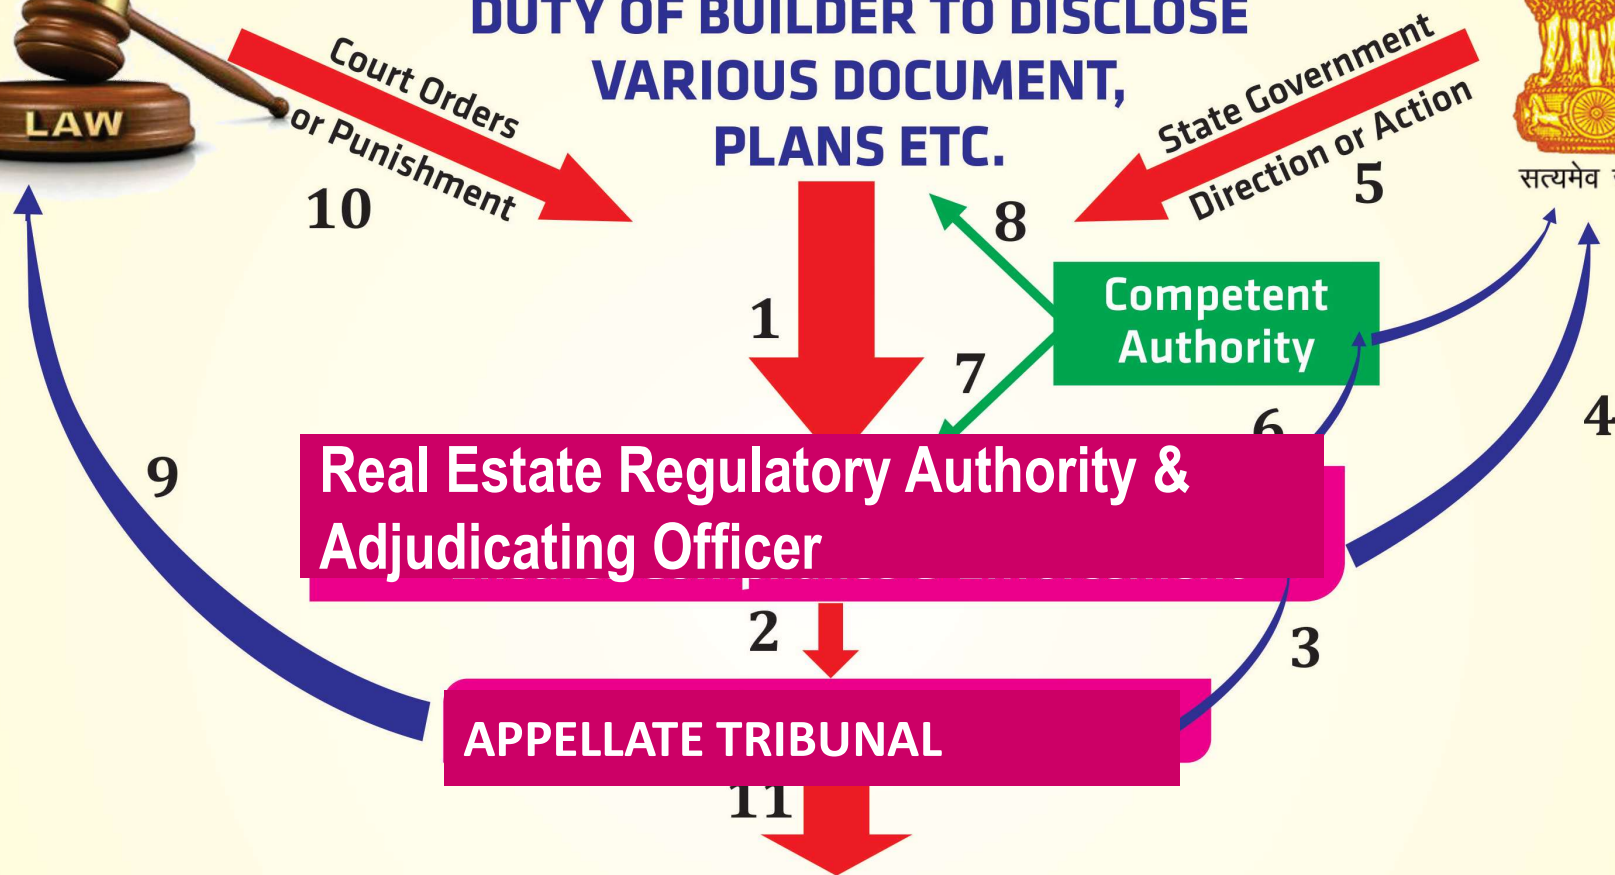 DUTY OF BUILDER TO DISCLOSE
VARIOUS DOCUMENT,
PLANS ETC.
LAW
Court Orders
or Punishment
10
State Government
Direction or Action
5
सत्यमेव
8
1
Competent
Authority
7
6
4
9
Real Estate Regulatory Authority &
Adjudicating Officer
2
3
APPELLATE TRIBUNAL
11